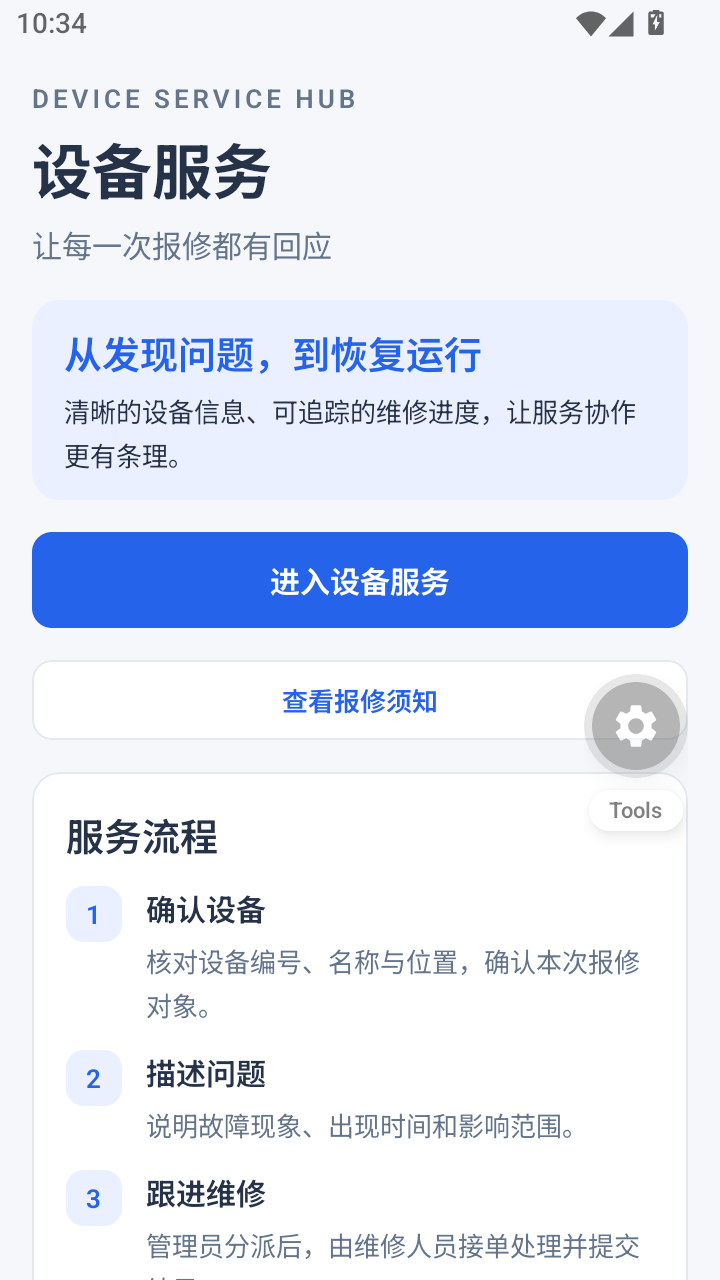 10:34
DEVICE SERVICE HUB
设备服务
让每一次报修都有回应
从发现问题，到恢复运行
清晰的设备信息、可追踪的维修进度，让服务协作
更有条理。
进入设备服务
查看报修须知
Tools
服务流程
1
确认设备
核对设备编号、名称与位置，确认本次报修
对象。
2
描述问题
说明故障现象、出现时间和影响范围。
3
跟进维修
管理员分派后，由维修人员接单处理并提交